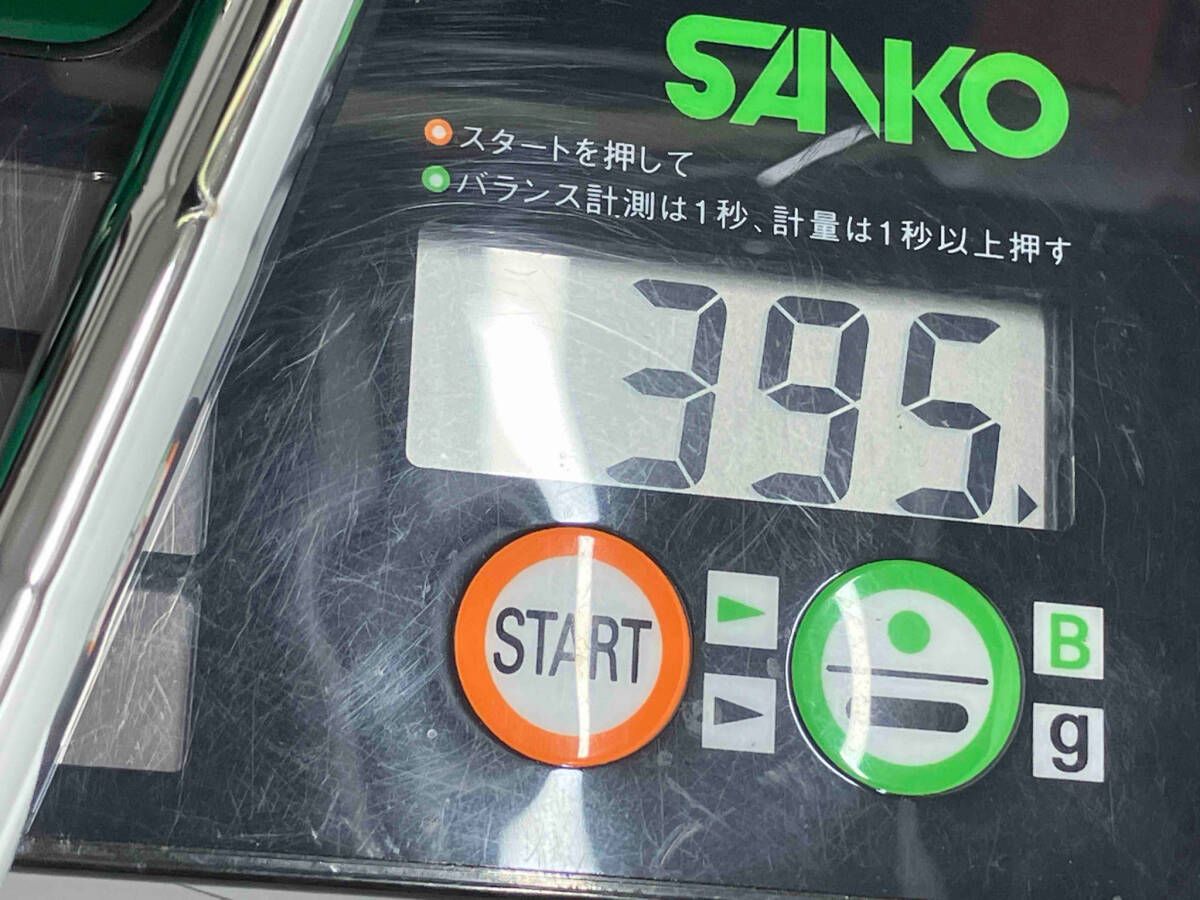 SANKO
スタートを押して
バランス計測は1秒、計量は1秒以上押す
395.
START
B
g